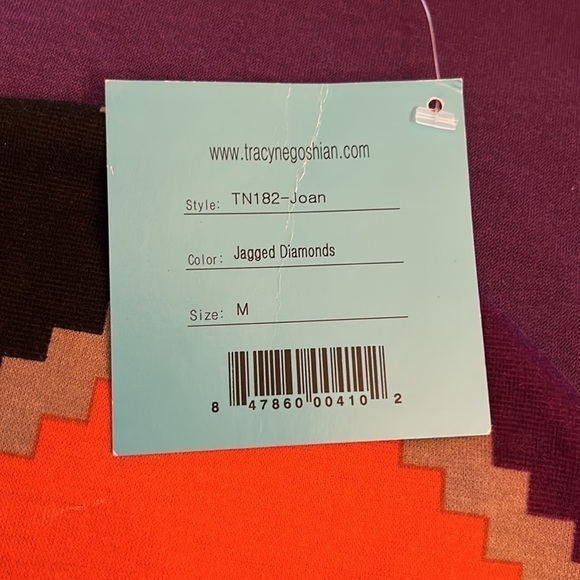 www.tracynegoshian.com
Style: TN182-Joan
Color: Jagged Diamonds
Size: M
8 47860 00410 2